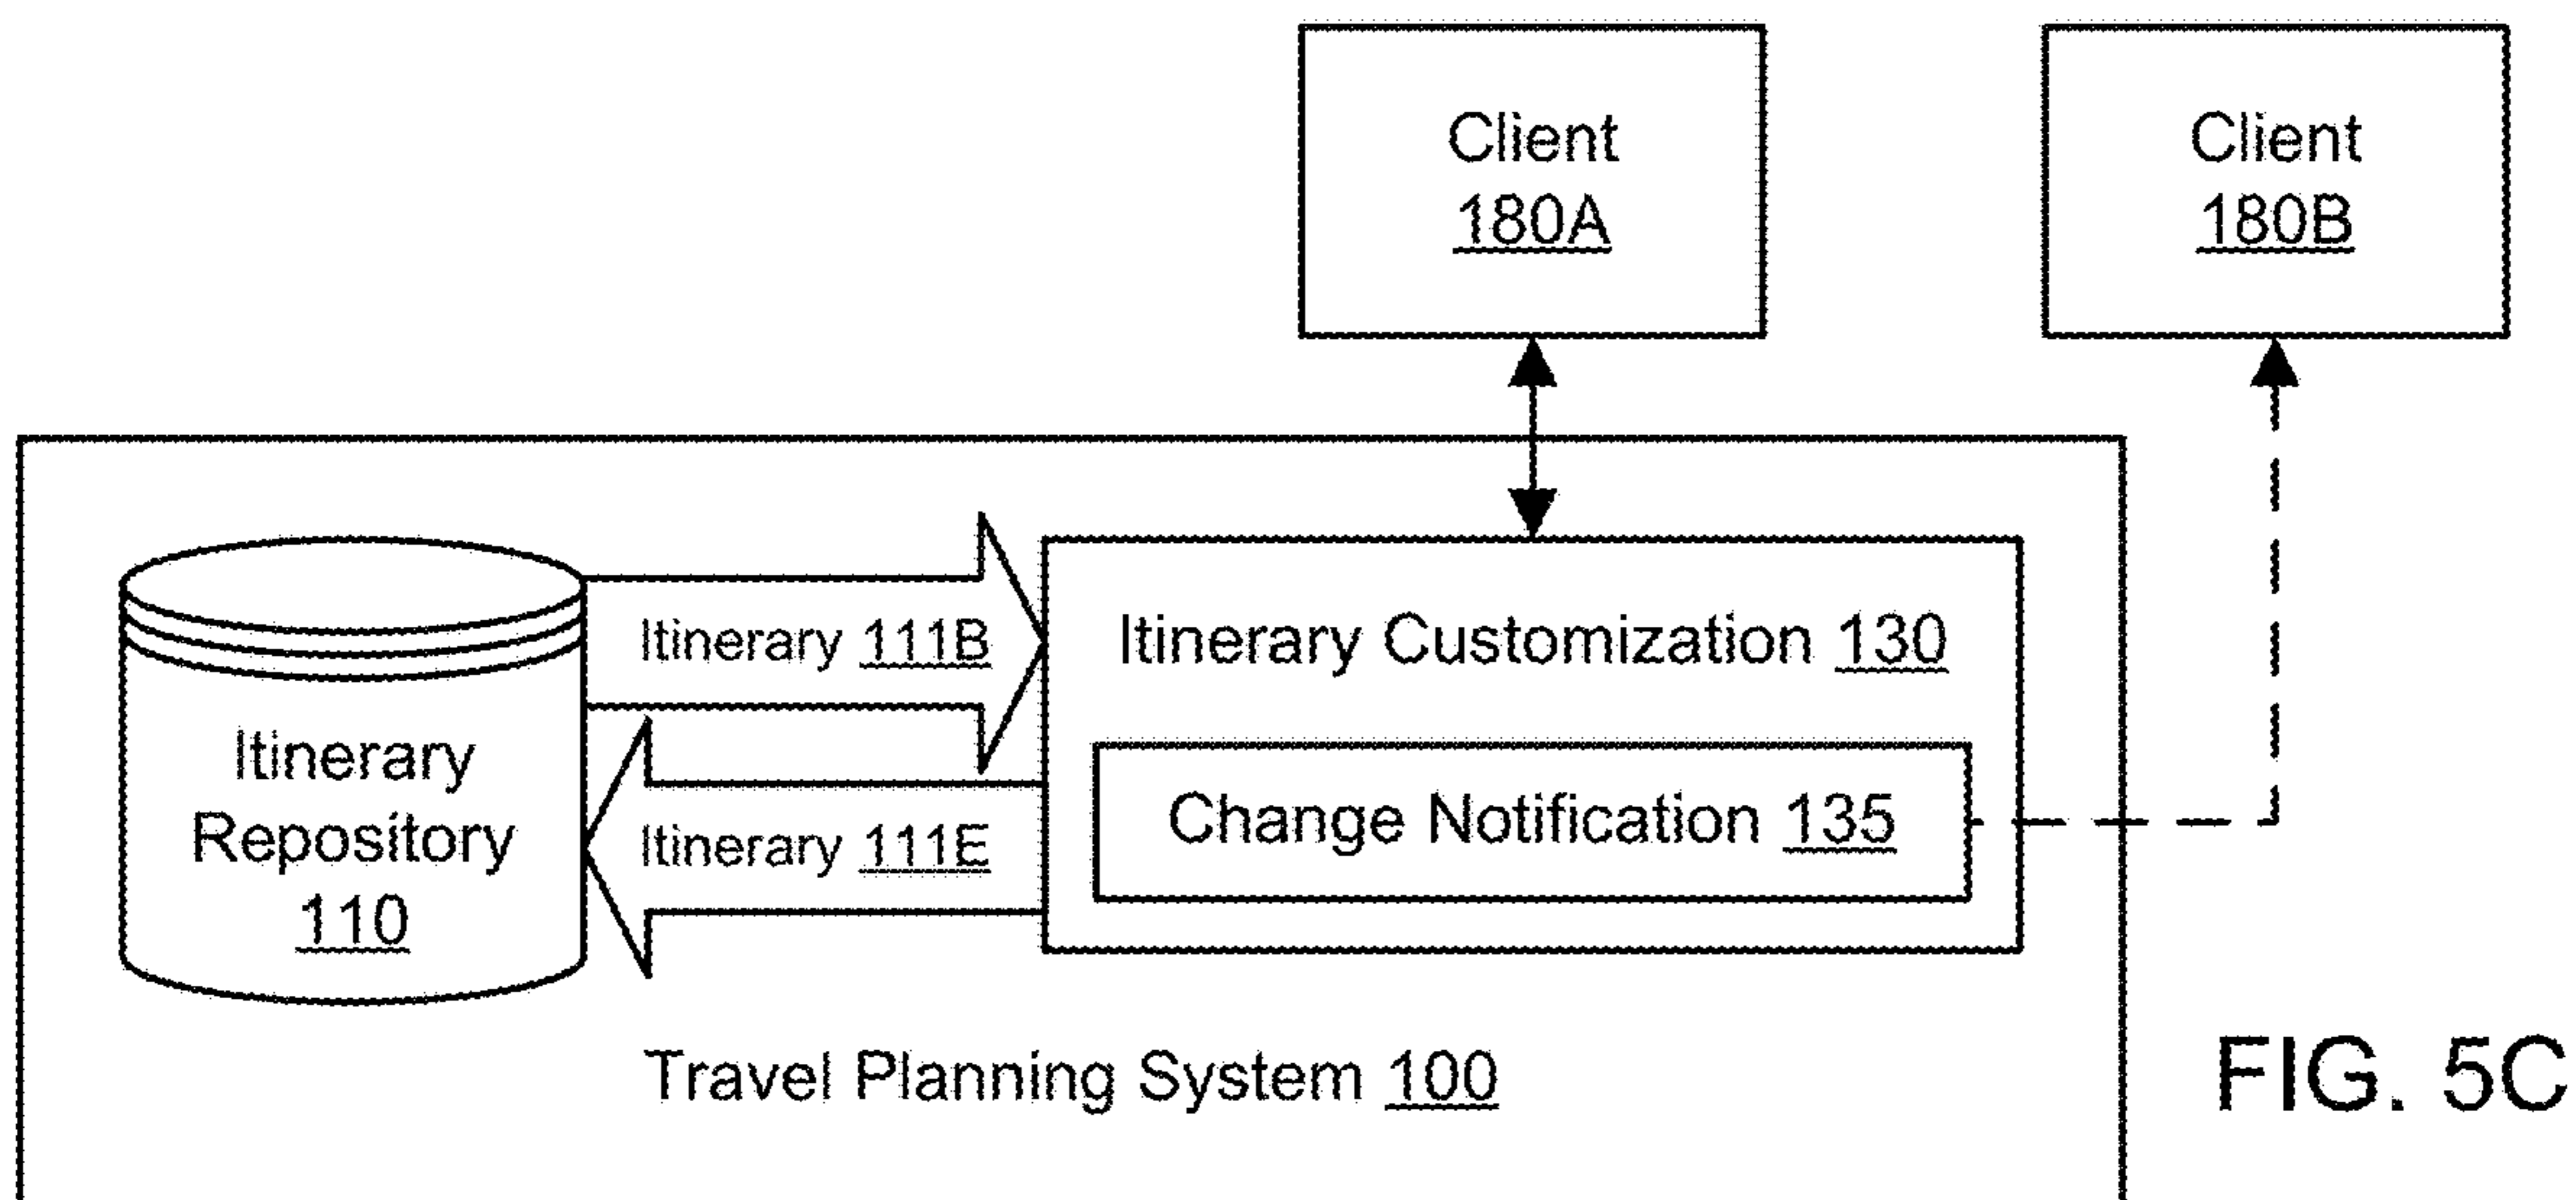 Client
180A
Client
180B
Itinerary 111B
Itinerary Customization 130
Itinerary
Repository
110
Change Notification 135
Itinerary 111E
Travel Planning System 100
FIG. 5C